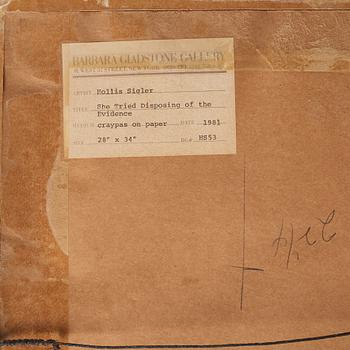 BARBARA GLADSTONE GALLERY
ARTIST Hollis Sigler
TITLE She Tried Disposing of the
Evidence
MEDIUM craypas on paper DATE 1981
SIZE 28" x 34" BG# HS53